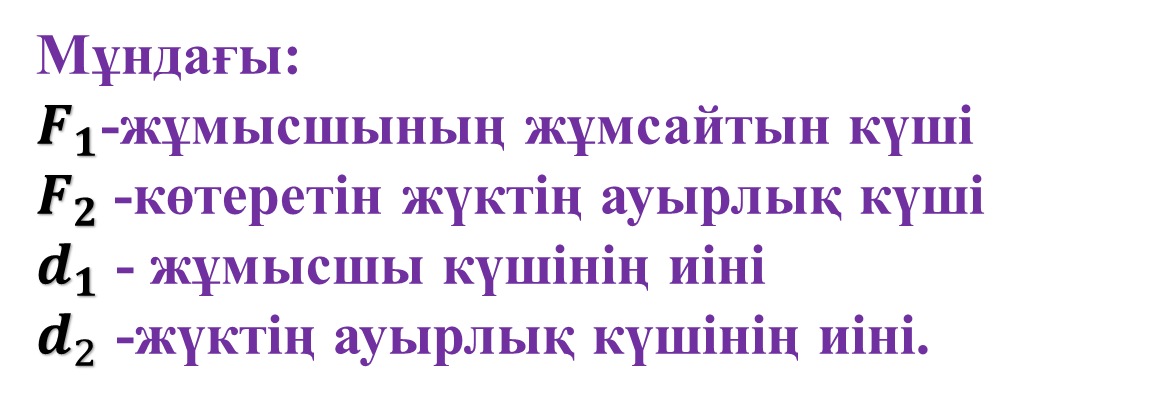 Мұндағы:
F₁-жұмысшының жұмсайтын күші
F₂ -көтеретін жүктің ауырлық күші
d₁ - жұмысшы күшінің иіні
d₂ -жүктің ауырлық күшінің иіні.